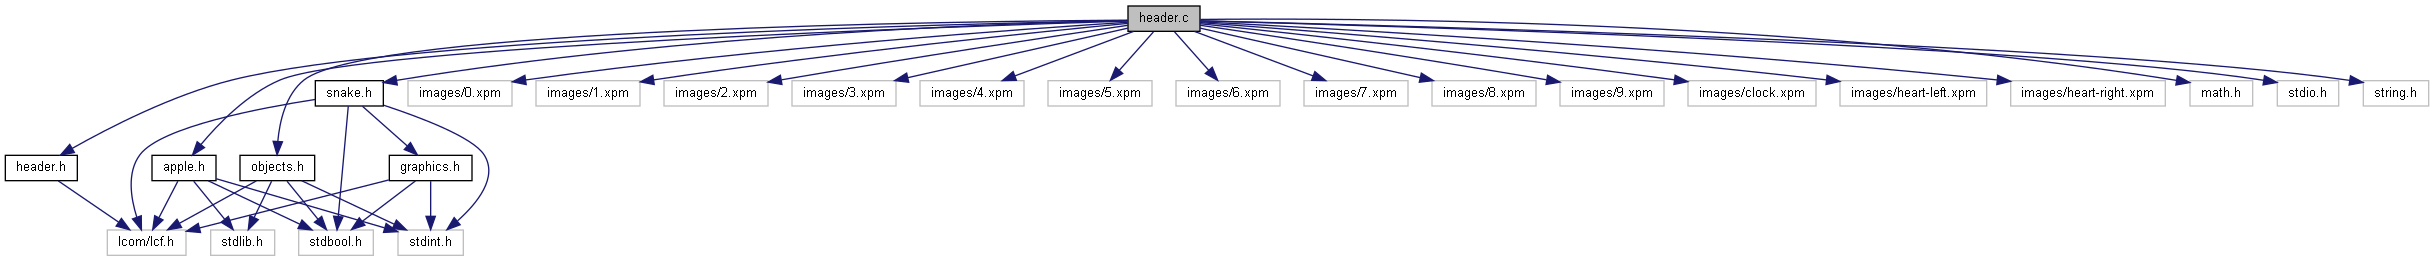 header.c
snake.h
images/0.xpm
images/1.xpm
images/2.xpm
images/3.xpm
images/4.xpm
images/5.xpm
images/6.xpm
images/7.xpm
images/8.xpm
images/9.xpm
images/clock.xpm
images/heart-left.xpm
images/heart-right.xpm
math.h
stdio.h
string.h
header.h
apple.h
objects.h
graphics.h
lcom/lcf.h
stdlib.h
stdbool.h
stdint.h